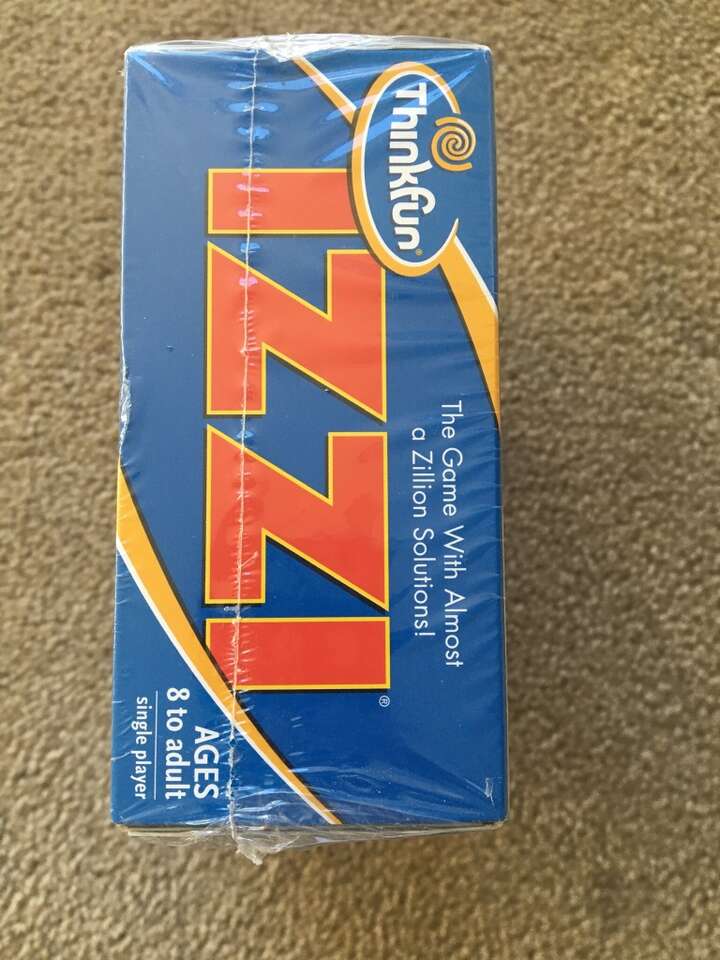 Thinkfun®
The Game With Almost
a Zillion Solutions!
IZZI®
AGES
8 to adult
single player